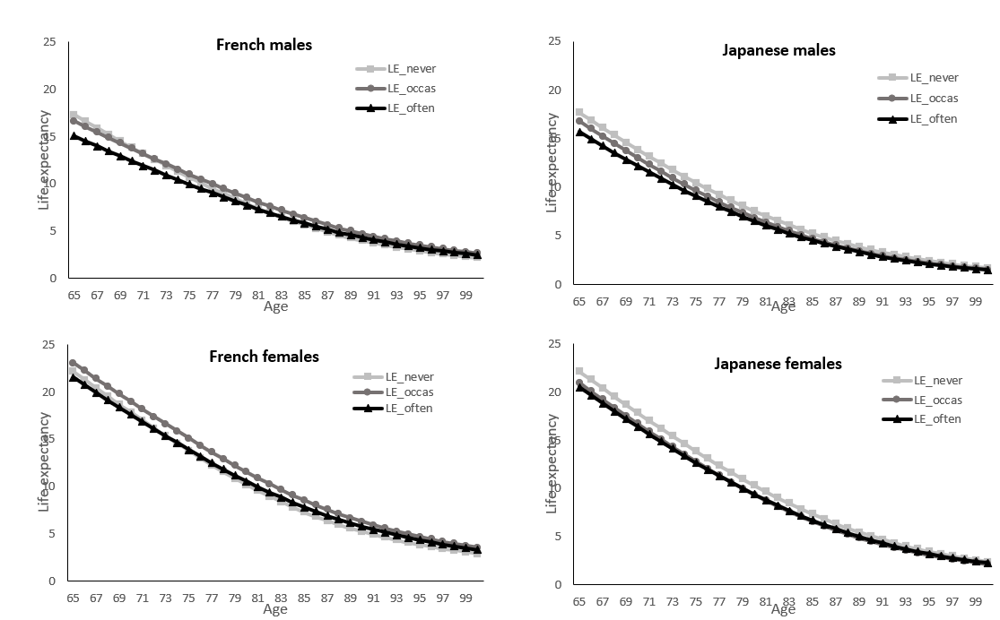 French males
LE_never
LE_occas
LE_often
Life expectancy
25
20
15
10
5
0
65 67 69 71 73 75 77 79 81 83 85 87 89 91 93 95 97 99
Age
Japanese males
LE_never
LE_occas
LE_often
Life expectancy
25
20
15
10
5
0
65 67 69 71 73 75 77 79 81 83 85 87 89 91 93 95 97 99
Age
French females
LE_never
LE_occas
LE_often
Life expectancy
25
20
15
10
5
0
65 67 69 71 73 75 77 79 81 83 85 87 89 91 93 95 97 99
Age
Japanese females
LE_never
LE_occas
LE_often
Life expectancy
25
20
15
10
5
0
65 67 69 71 73 75 77 79 81 83 85 87 89 91 93 95 97 99
Age